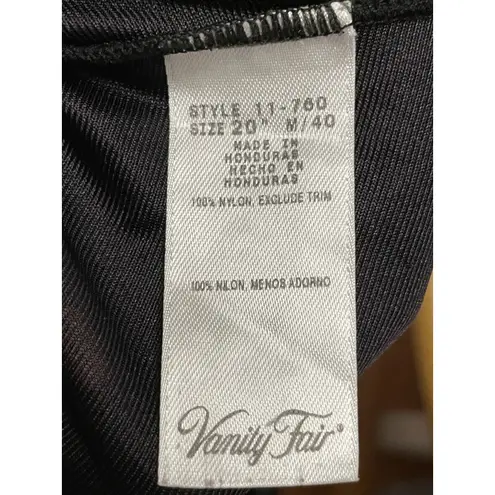 STYLE 11-760
SIZE 20" M/40
MADE IN
HONDURAS
HECHO EN
HONDURAS
100% NYLON, EXCLUDE TRIM
100% NILON, MENOS ADORNO
Vanity Fair®